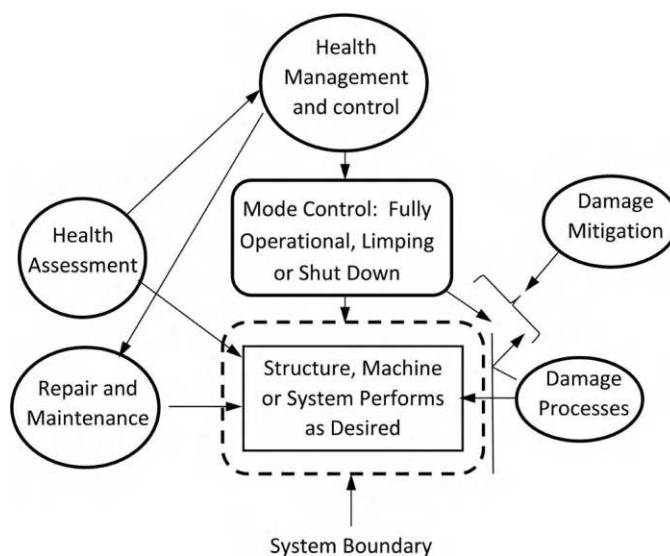 Health
Management
and control
Mode Control: Fully
Operational, Limping
or Shut Down
Damage
Mitigation
Health
Assessment
Structure, Machine
or System Performs
as Desired
Repair and
Maintenance
Damage
Processes
System Boundary